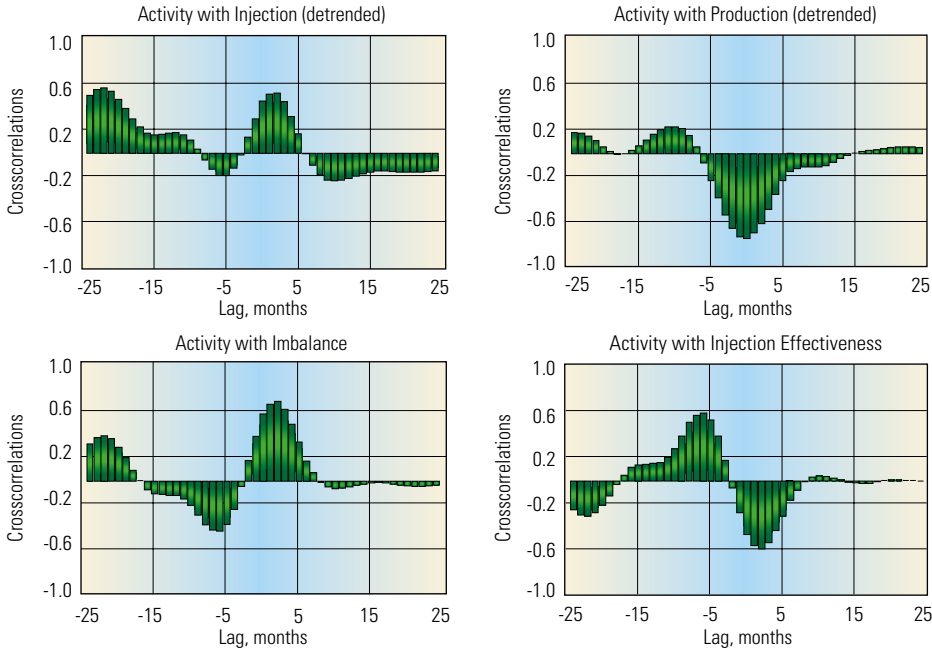 Activity with Injection (detrended)
1.0
0.6
0.2
-0.2
-0.6
-1.0
Crosscorrelations
-25 -15 -5 5 15 25
Lag, months
Activity with Production (detrended)
1.0
0.6
0.2
-0.2
-0.6
-1.0
Crosscorrelations
-25 -15 -5 5 15 25
Lag, months
Activity with Imbalance
1.0
0.6
0.2
-0.2
-0.6
-1.0
Crosscorrelations
-25 -15 -5 5 15 25
Lag, months
Activity with Injection Effectiveness
1.0
0.6
0.2
-0.2
-0.6
-1.0
Crosscorrelations
-25 -15 -5 5 15 25
Lag, months